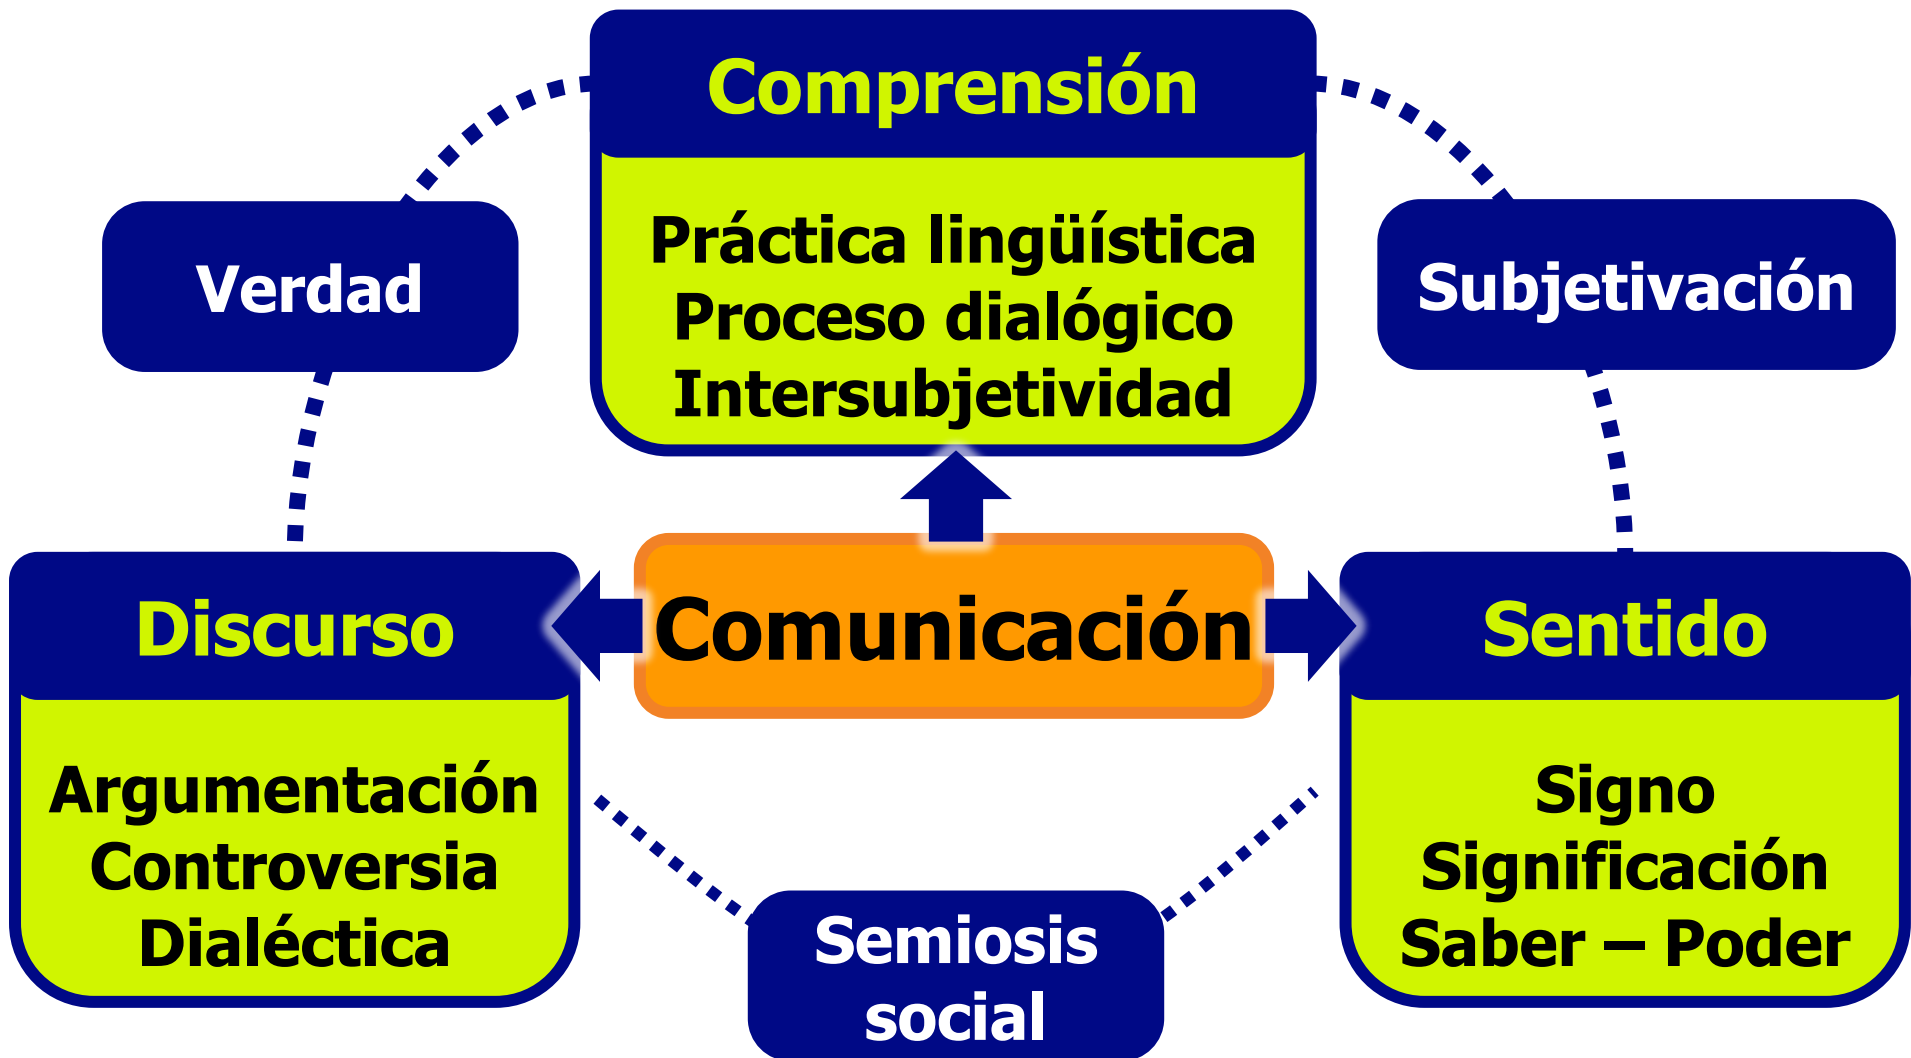 Comprensión
Práctica lingüística
Proceso dialógico
Intersubjetividad
Verdad
Subjetivación
Comunicación
Discurso
Argumentación
Controversia
Dialéctica
Sentido
Signo
Significación
Saber – Poder
Semiosis
social